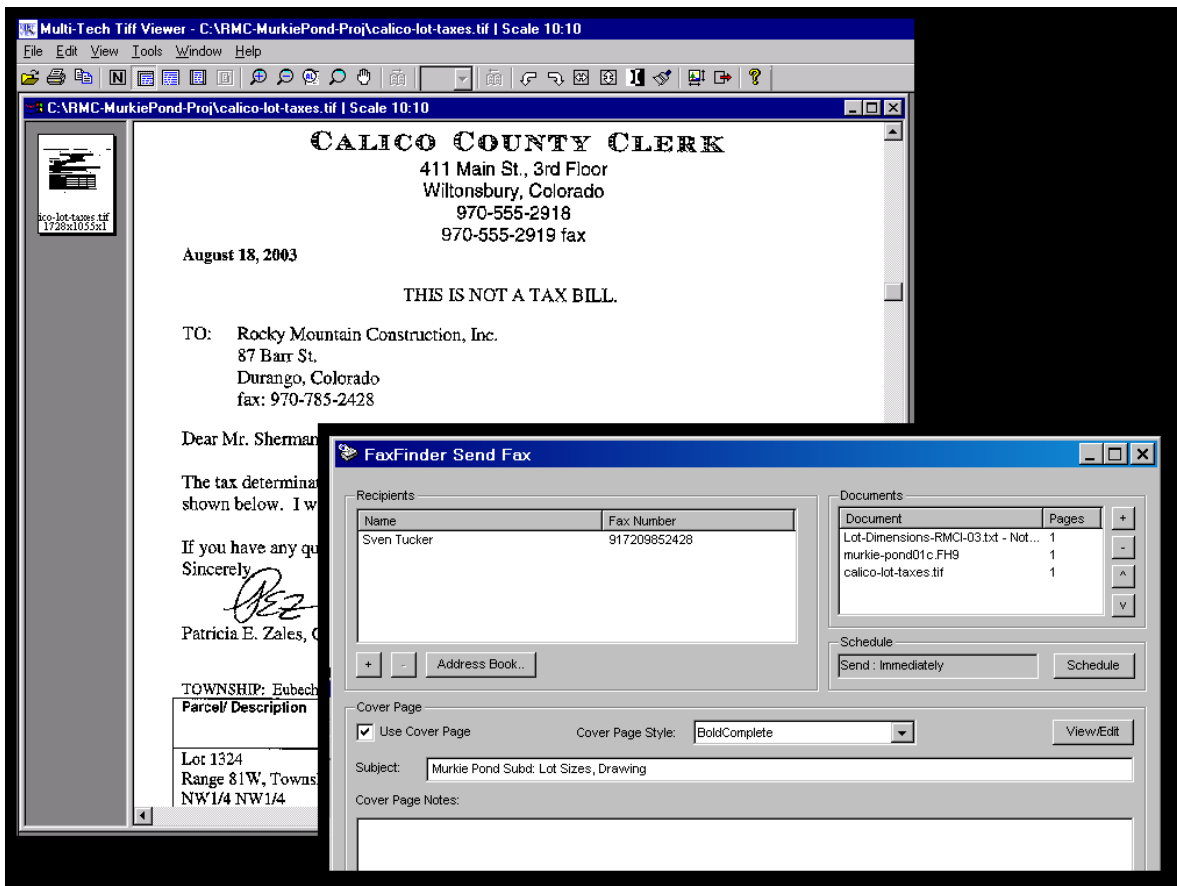 Multi-Tech Tiff Viewer - C:\RMC-MurkiePond-Proj\calico-lot-taxes.tif | Scale 10:10
File Edit View Tools Window Help
C:\RMC-MurkiePond-Proj\calico-lot-taxes.tif | Scale 10:10
ico-lot-taxes.tif
1728x1055x1
CALICO COUNTY CLERK
411 Main St., 3rd Floor
Wiltonsbury, Colorado
970-555-2918
970-555-2919 fax
August 18, 2003
THIS IS NOT A TAX BILL.
TO: Rocky Mountain Construction, Inc.
87 Barr St.
Durango, Colorado
fax: 970-785-2428
Dear Mr. Sherman
The tax determinat
shown below. I w
If you have any qu
Sincerely,
PEZ
Patricia E. Zales, C
TOWNSHIP: Eubech
Parcel/ Description
Lot 1324
Range 81W, Towns
NW1/4 NW1/4
FaxFinder Send Fax
Recipients
Name Fax Number
Sven Tucker 917209852428
+ - Address Book..
Documents
Document Pages
Lot-Dimensions-RMCI-03.txt - Not... 1
murkie-pond01c.FH9 1
calico-lot-taxes.tif 1
+
-
^
v
Schedule
Send : Immediately Schedule
Cover Page
Use Cover Page Cover Page Style: BoldComplete View/Edit
Subject: Murkie Pond Subd: Lot Sizes, Drawing
Cover Page Notes: